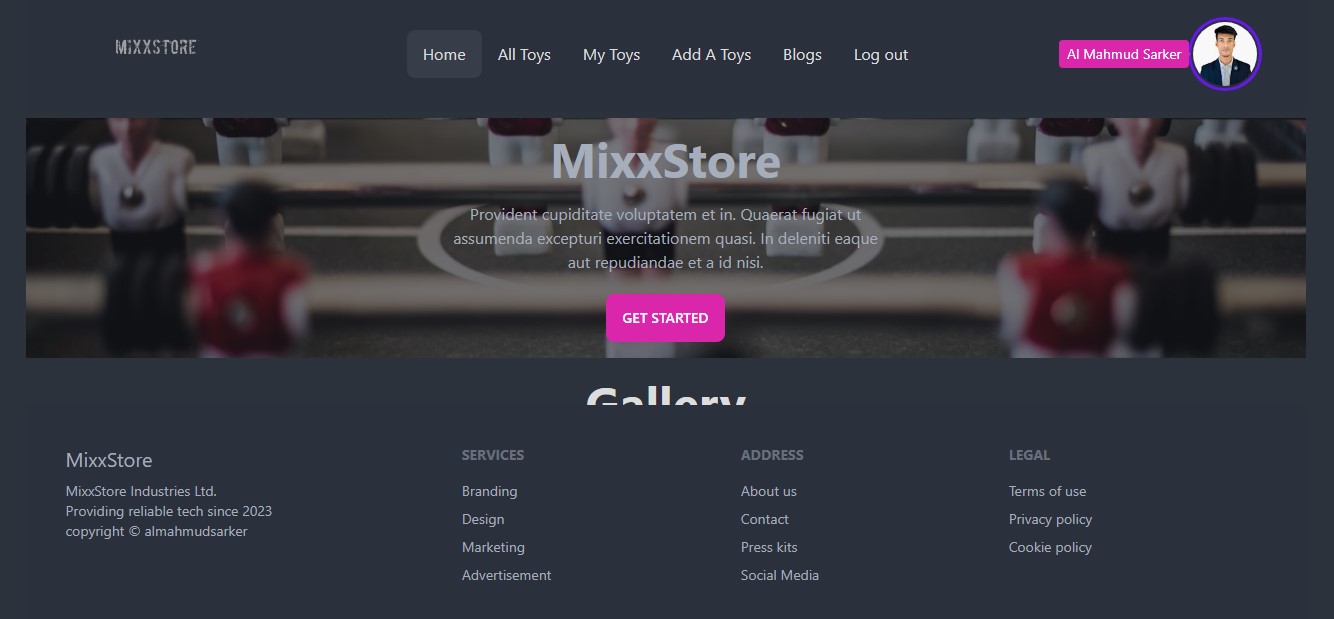 MIXXSTORE
Home
All Toys
My Toys
Add A Toys
Blogs
Log out
Al Mahmud Sarker
MixxStore
Provident cupiditate voluptatem et in. Quaerat fugiat ut
assumenda excepturi exercitationem quasi. In deleniti eaque
aut repudiandae et a id nisi.
GET STARTED
Gallery
MixxStore
MixxStore Industries Ltd.
Providing reliable tech since 2023
copyright © almahmudsarker
SERVICES
Branding
Design
Marketing
Advertisement
ADDRESS
About us
Contact
Press kits
Social Media
LEGAL
Terms of use
Privacy policy
Cookie policy